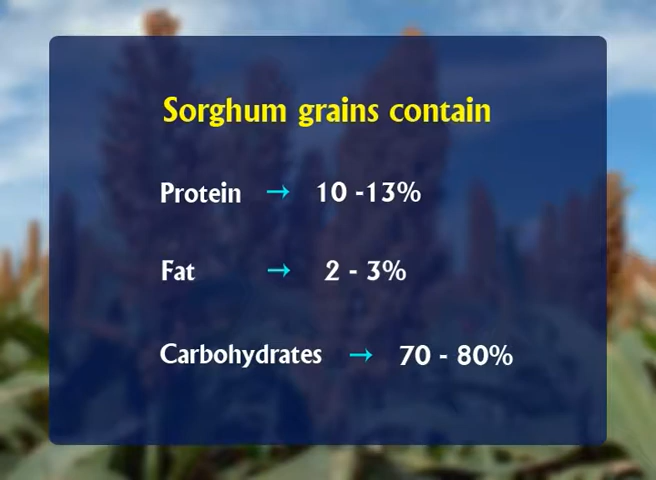 Sorghum grains contain
Protein → 10 -13%
Fat → 2 - 3%
Carbohydrates → 70 - 80%